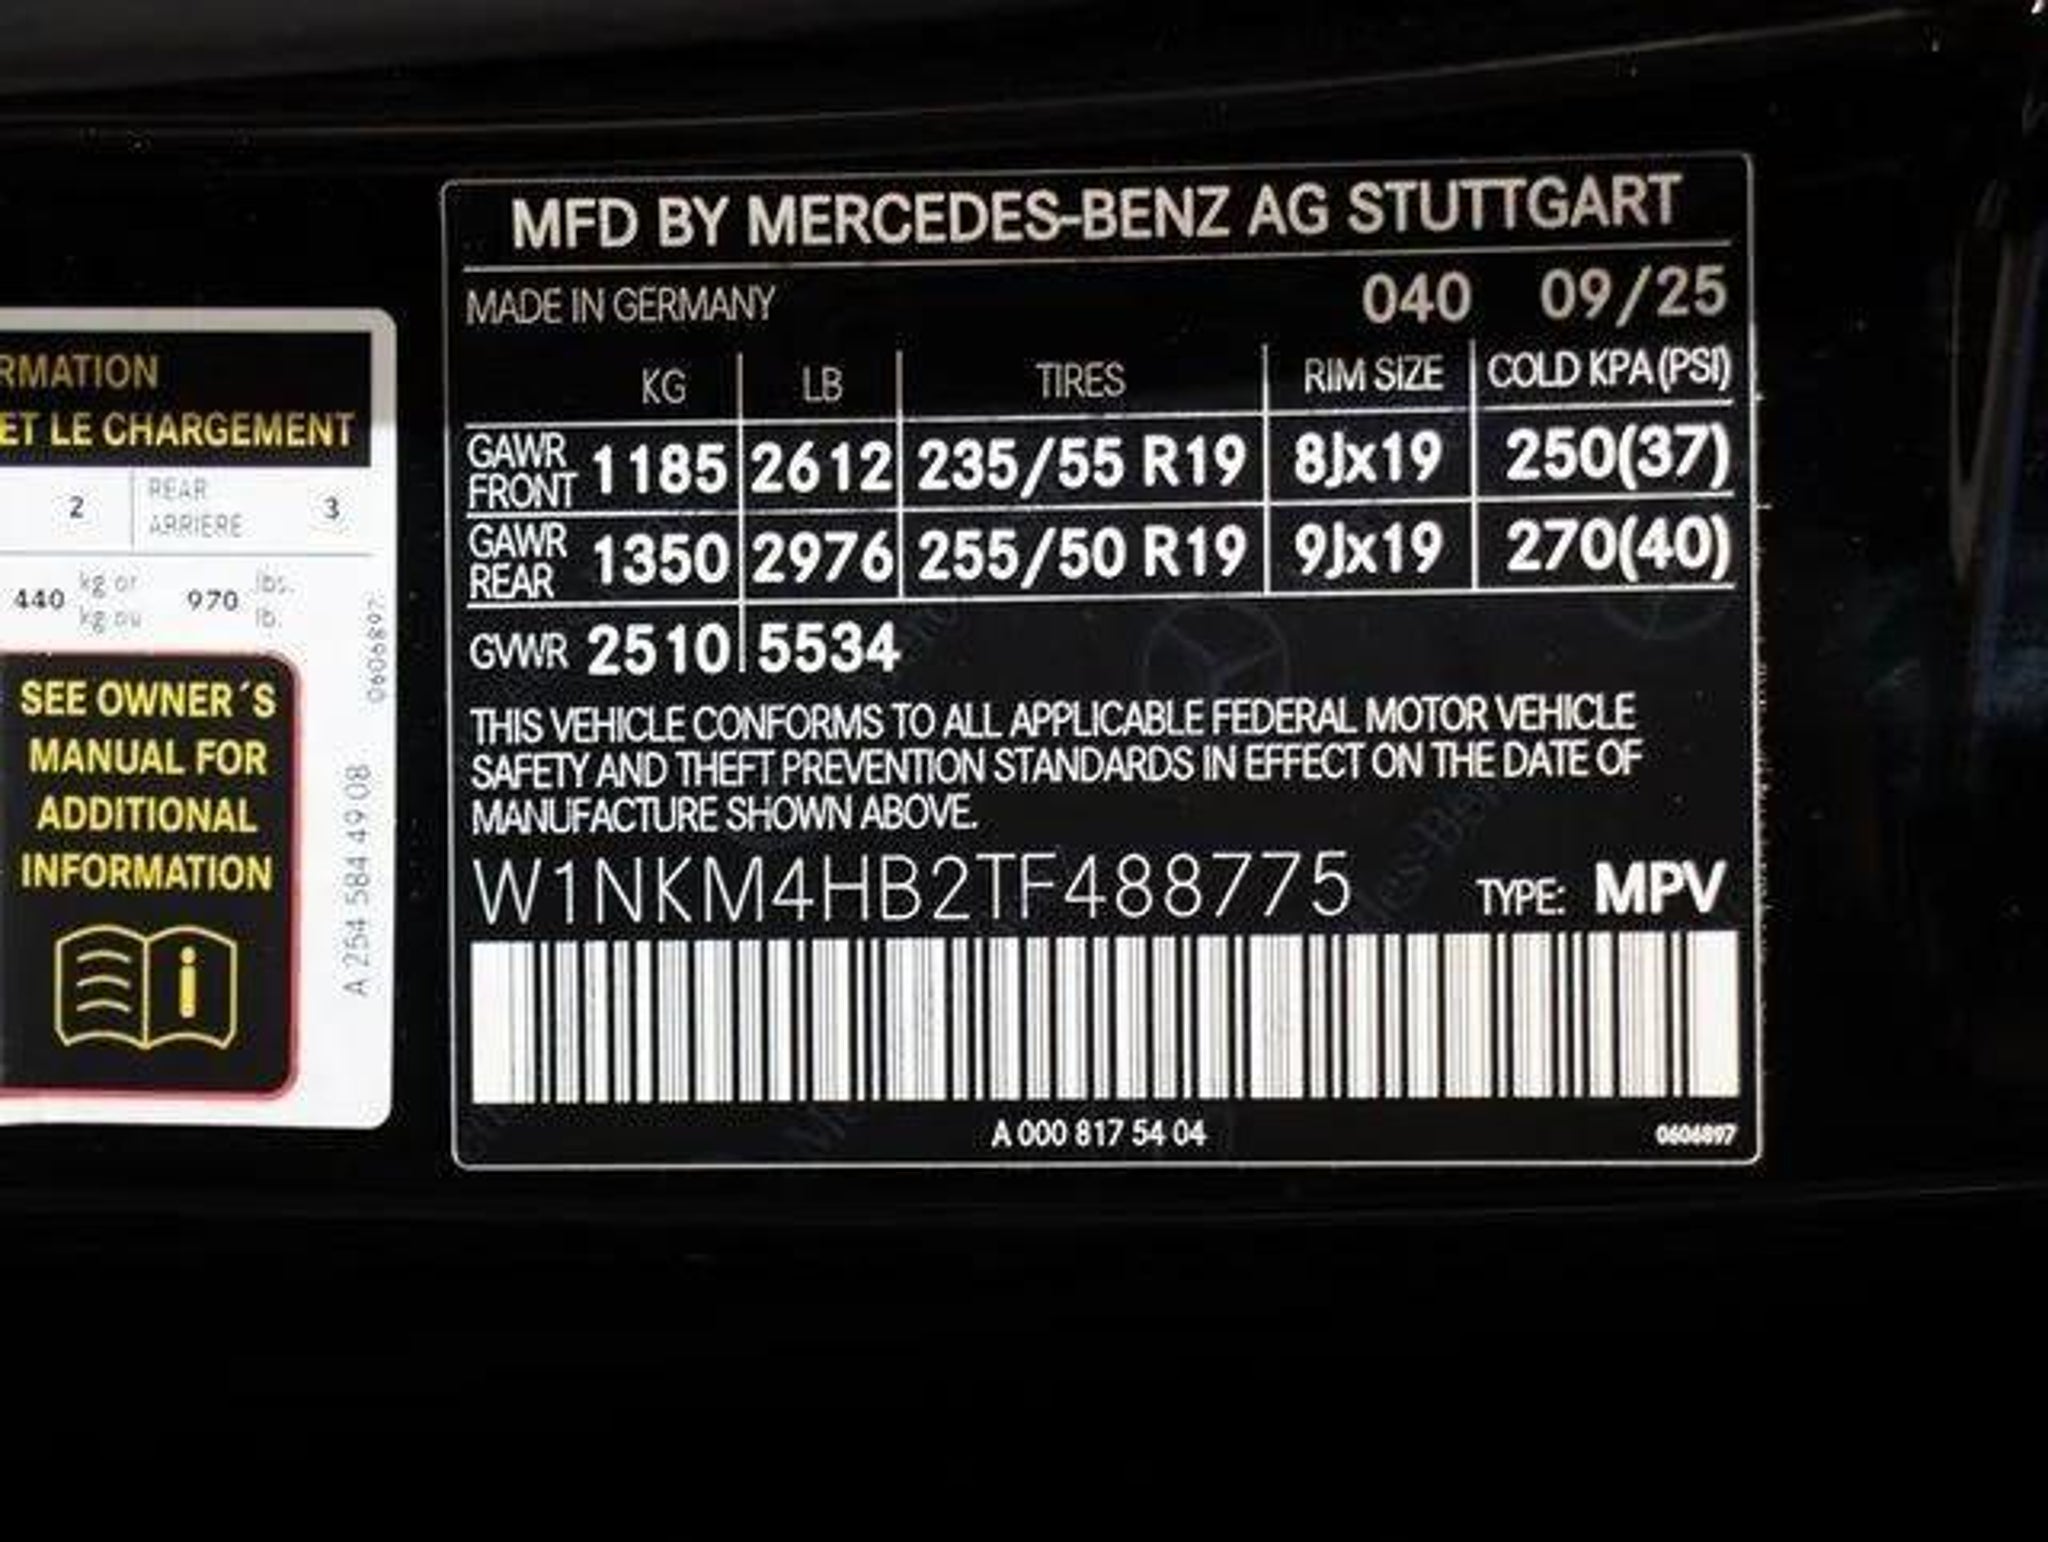 RMATION
ET LE CHARGEMENT
2 REAR 3
ARRIERE
440 kg or 970 lbs.
kg ou lb.
0606897
SEE OWNER´S
MANUAL FOR
ADDITIONAL
INFORMATION
i
A 254 584 49 08
MFD BY MERCEDES-BENZ AG STUTTGART
MADE IN GERMANY 040 09/25
KG LB TIRES RIM SIZE COLD KPA (PSI)
GAWR FRONT 1185 2612 235/55 R19 8Jx19 250(37)
GAWR REAR 1350 2976 255/50 R19 9Jx19 270(40)
GVWR 2510 5534
THIS VEHICLE CONFORMS TO ALL APPLICABLE FEDERAL MOTOR VEHICLE
SAFETY AND THEFT PREVENTION STANDARDS IN EFFECT ON THE DATE OF
MANUFACTURE SHOWN ABOVE.
W1NKM4HB2TF488775 TYPE: MPV
A 000 817 54 04 0606897